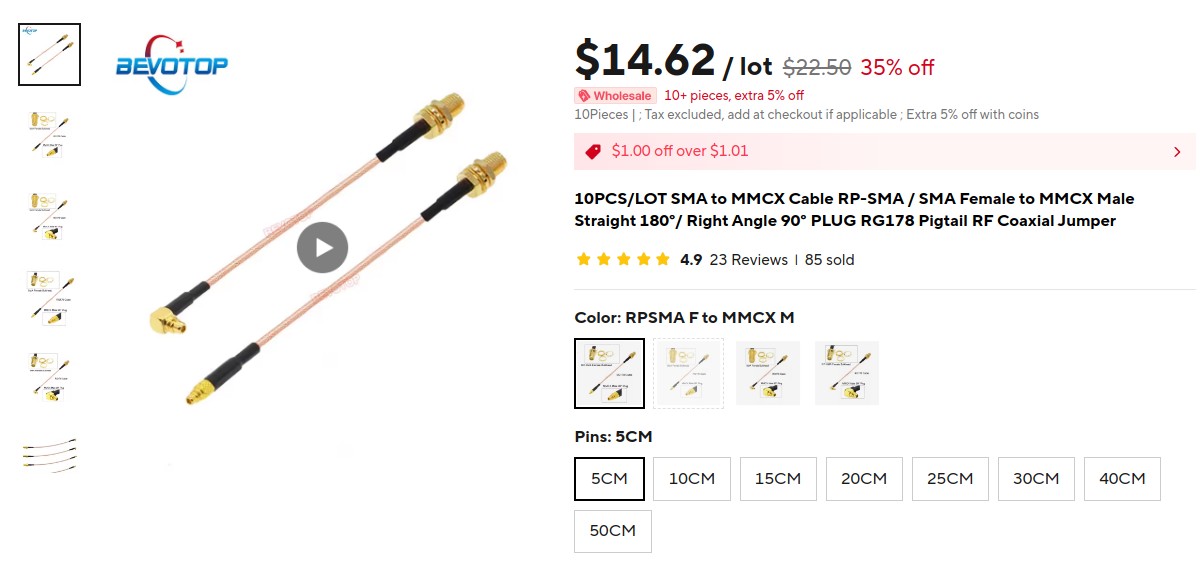 BEVOTOP
$14.62 / lot $22.50 35% off
Wholesale 10+ pieces, extra 5% off
10Pieces | ; Tax excluded, add at checkout if applicable ; Extra 5% off with coins
$1.00 off over $1.01
10PCS/LOT SMA to MMCX Cable RP-SMA / SMA Female to MMCX Male
Straight 180°/ Right Angle 90° PLUG RG178 Pigtail RF Coaxial Jumper
4.9 23 Reviews | 85 sold
Color: RPSMA F to MMCX M
Pins: 5CM
5CM 10CM 15CM 20CM 25CM 30CM 40CM
50CM